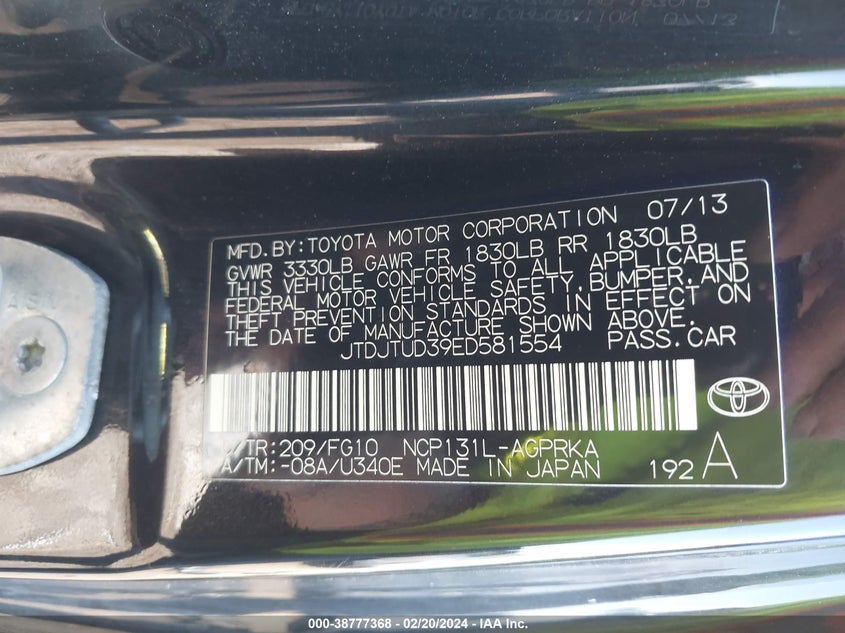 07/13
MFD. BY: TOYOTA MOTOR CORPORATION 07/13
GVWR 3330LB GAWR FR 1830LB RR 1830LB
THIS VEHICLE CONFORMS TO ALL APPLICABLE
FEDERAL MOTOR VEHICLE SAFETY, BUMPER, AND
THEFT PREVENTION STANDARDS IN EFFECT ON
THE DATE OF MANUFACTURE SHOWN ABOVE.
JTDJTUD39ED581554 PASS. CAR
C/TR: 209/FG10 NCP131L-AGPRKA
A/TM: -08A/U340E MADE IN JAPAN 192 A
000-38777368 - 02/20/2024 - IAA Inc.